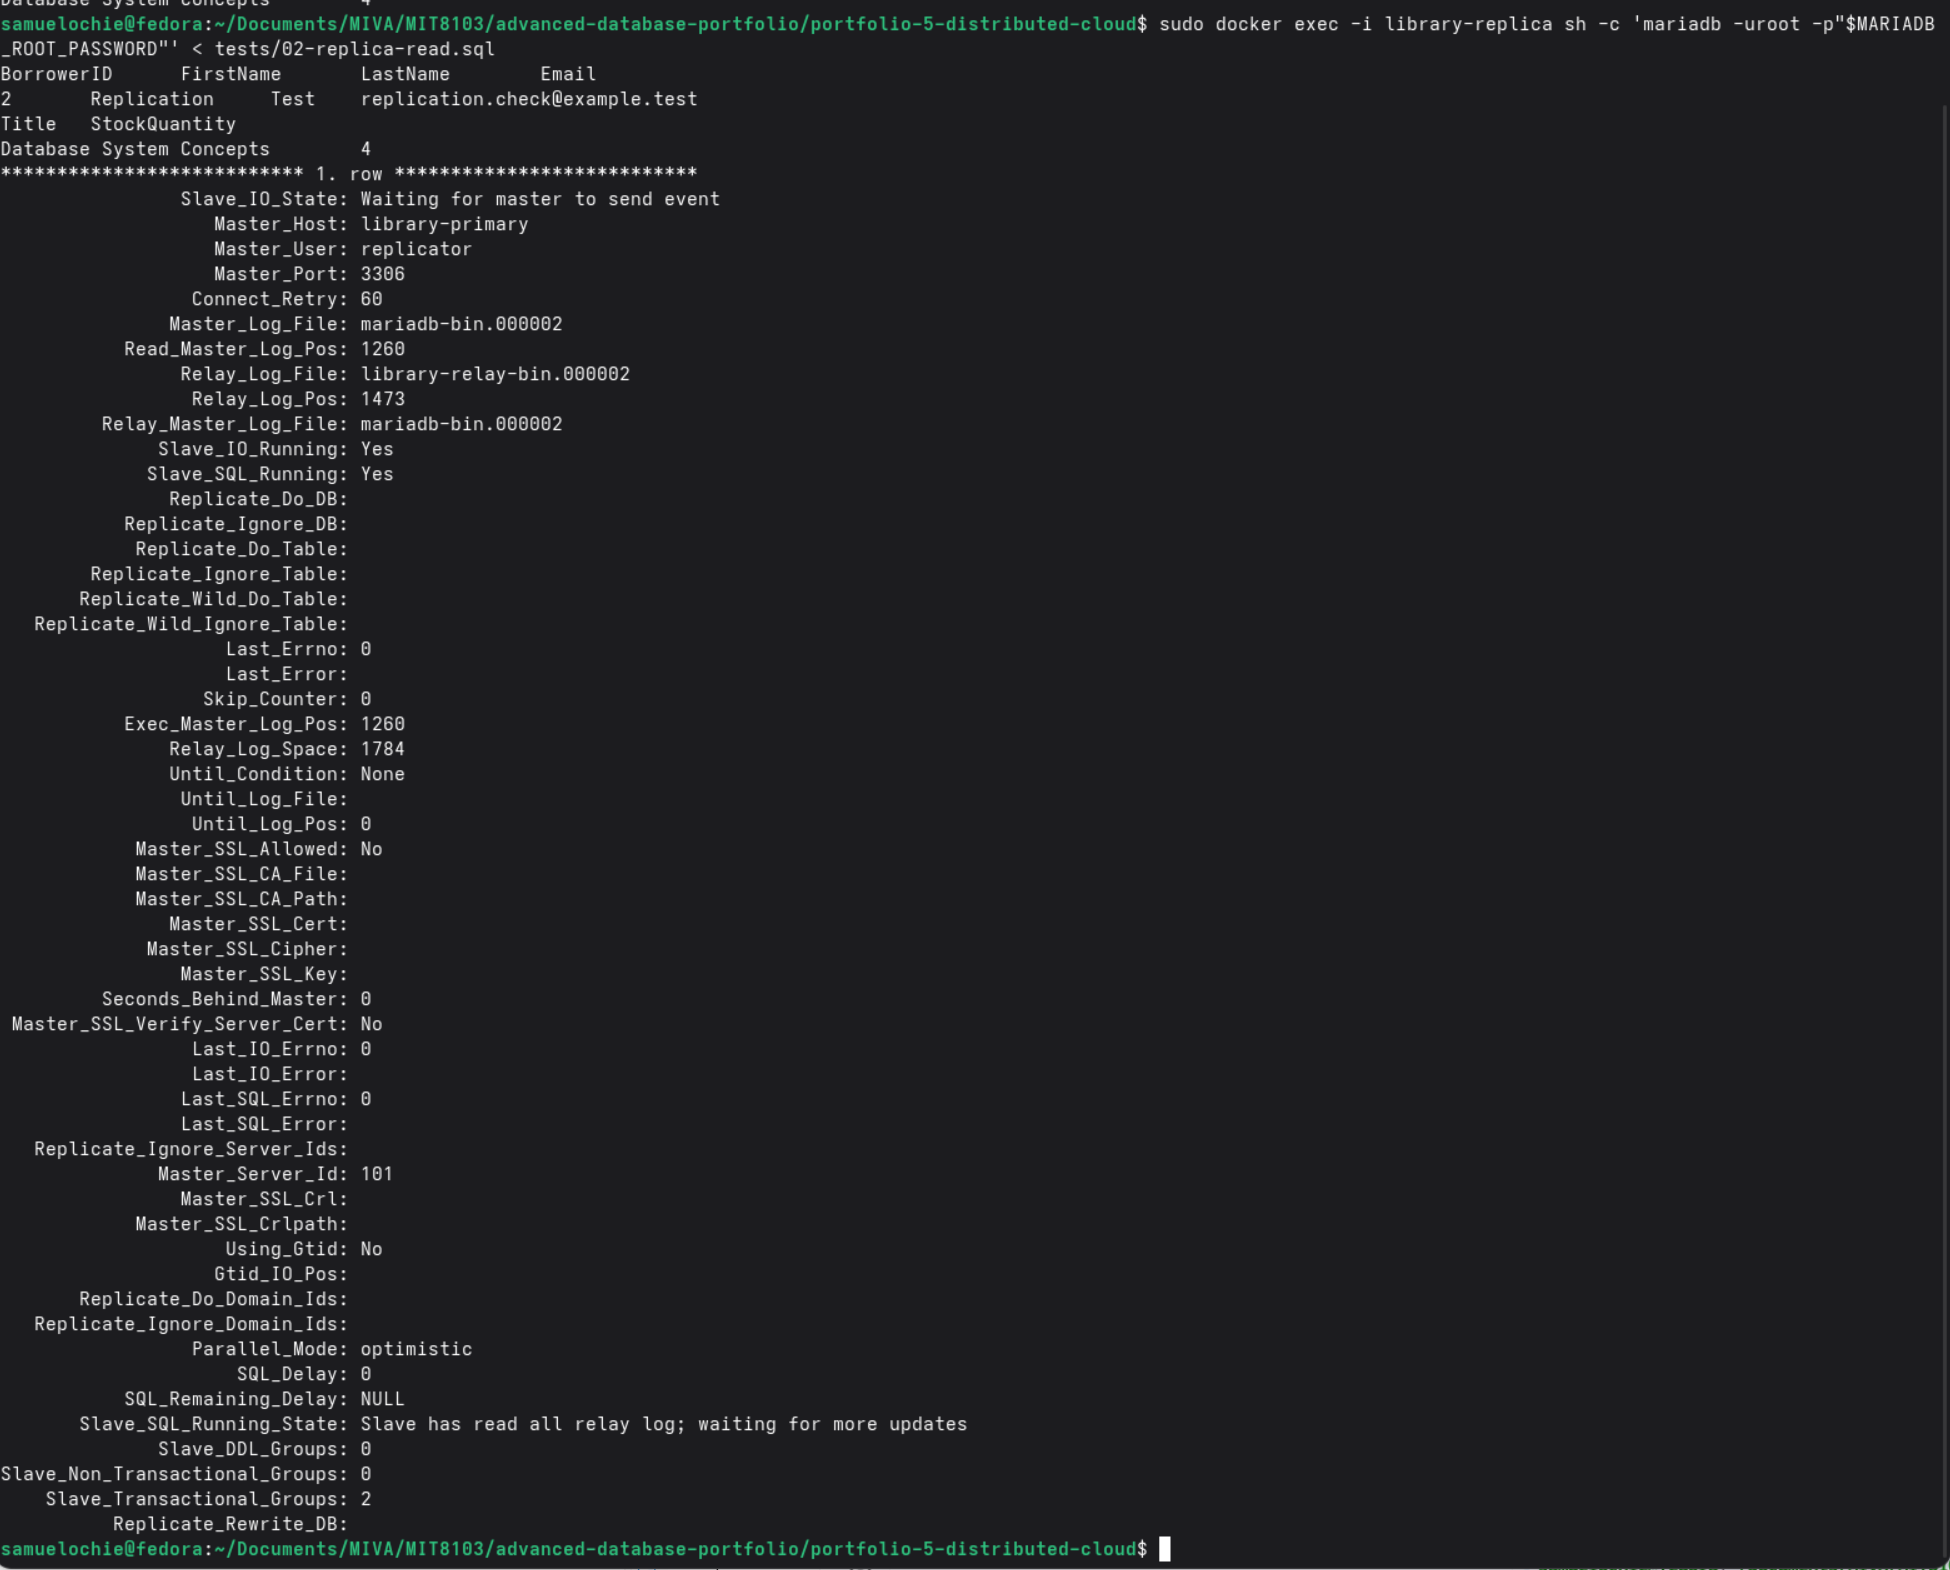 Database System Concepts        4
samuelochie@fedora:~/Documents/MIVA/MIT8103/advanced-database-portfolio/portfolio-5-distributed-cloud$ sudo docker exec -i library-replica sh -c 'mariadb -uroot -p"$MARIADB
_ROOT_PASSWORD"' < tests/02-replica-read.sql
BorrowerID      FirstName       LastName        Email
2       Replication     Test    replication.check@example.test
Title   StockQuantity
Database System Concepts        4
*************************** 1. row ***************************
Slave_IO_State: Waiting for master to send event
Master_Host: library-primary
Master_User: replicator
Master_Port: 3306
Connect_Retry: 60
Master_Log_File: mariadb-bin.000002
Read_Master_Log_Pos: 1260
Relay_Log_File: library-relay-bin.000002
Relay_Log_Pos: 1473
Relay_Master_Log_File: mariadb-bin.000002
Slave_IO_Running: Yes
Slave_SQL_Running: Yes
Replicate_Do_DB:
Replicate_Ignore_DB:
Replicate_Do_Table:
Replicate_Ignore_Table:
Replicate_Wild_Do_Table:
Replicate_Wild_Ignore_Table:
Last_Errno: 0
Last_Error:
Skip_Counter: 0
Exec_Master_Log_Pos: 1260
Relay_Log_Space: 1784
Until_Condition: None
Until_Log_File:
Until_Log_Pos: 0
Master_SSL_Allowed: No
Master_SSL_CA_File:
Master_SSL_CA_Path:
Master_SSL_Cert:
Master_SSL_Cipher:
Master_SSL_Key:
Seconds_Behind_Master: 0
Master_SSL_Verify_Server_Cert: No
Last_IO_Errno: 0
Last_IO_Error:
Last_SQL_Errno: 0
Last_SQL_Error:
Replicate_Ignore_Server_Ids:
Master_Server_Id: 101
Master_SSL_Crl:
Master_SSL_Crlpath:
Using_Gtid: No
Gtid_IO_Pos:
Replicate_Do_Domain_Ids:
Replicate_Ignore_Domain_Ids:
Parallel_Mode: optimistic
SQL_Delay: 0
SQL_Remaining_Delay: NULL
Slave_SQL_Running_State: Slave has read all relay log; waiting for more updates
Slave_DDL_Groups: 0
Slave_Non_Transactional_Groups: 0
Slave_Transactional_Groups: 2
Replicate_Rewrite_DB:
samuelochie@fedora:~/Documents/MIVA/MIT8103/advanced-database-portfolio/portfolio-5-distributed-cloud$